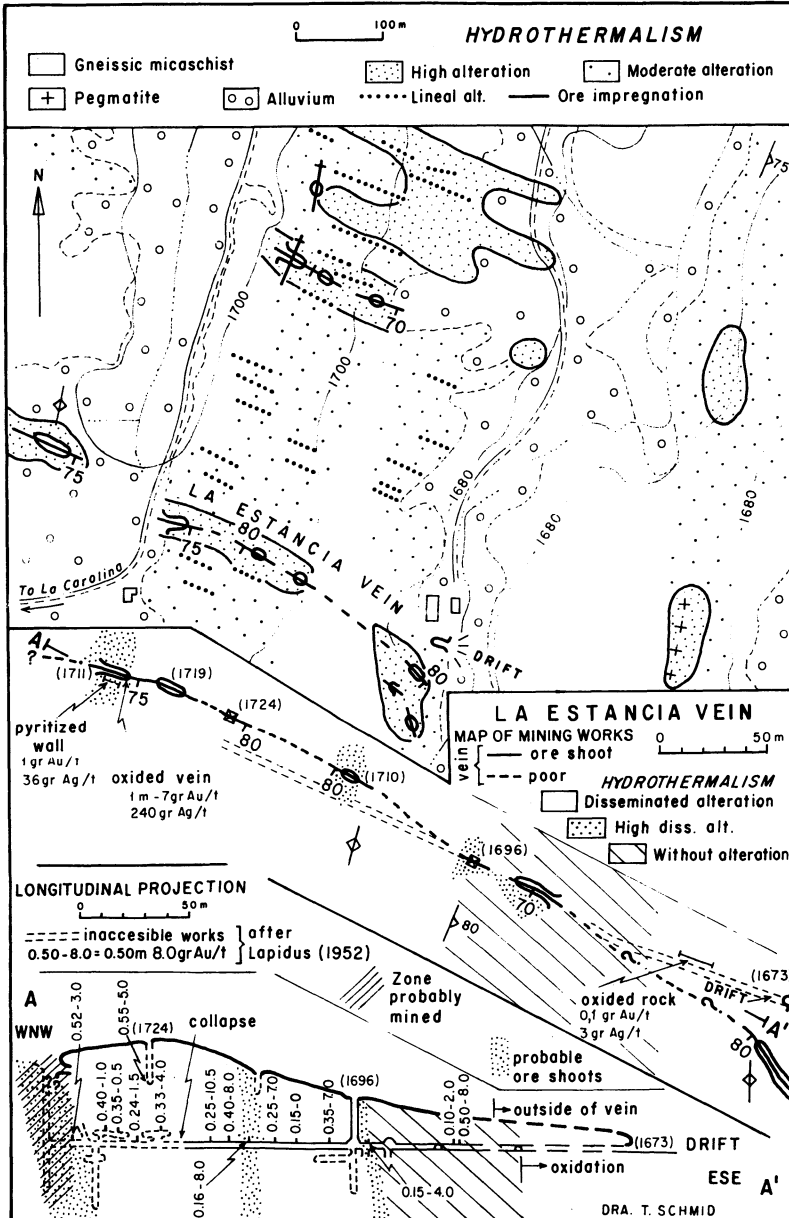 0 100 m
HYDROTHERMALISM
Gneissic micaschist
High alteration
Moderate alteration
Pegmatite
Alluvium
Lineal alt.
Ore impregnation
N
75
1700
70
1700
75
1680
1680
1680
LA ESTANCIA VEIN
80
75
To La Carolina
80
DRIFT
A
?
(1711)
75
(1719)
(1724)
80
80
(1710)
(1696)
70
80
pyritized
wall
1 gr Au/t
36gr Ag/t
oxided vein
1 m - 7gr Au/t
240 gr Ag/t
LA ESTANCIA VEIN
MAP OF MINING WORKS
0 50 m
vein
ore shoot
poor
HYDROTHERMALISM
Disseminated alteration
High diss. alt.
Without alteration
?
?
(1673)
DRIFT
A'
80
oxided rock
0,1 gr Au/t
3 gr Ag/t
LONGITUDINAL PROJECTION
0 50 m
inaccesible works
0.50 - 8.0 = 0.50m 8.0gr Au/t
after
Lapidus (1952)
Zone
probably
mined
probable
ore shoots
A
WNW
0.52-3.0
0.55-5.0
(1724)
collapse
0.40-1.0
0.35-0.5
0.24-1.5
0.33-4.0
0.25-10.5
0.40-8.0
0.25-7.0
0.15-0
0.35-7.0
(1696)
0.10-2.0
0.50-8.0
outside of vein
(1673)
DRIFT
oxidation
ESE
A'
0.16-8.0
0.15-4.0
DRA. T. SCHMID